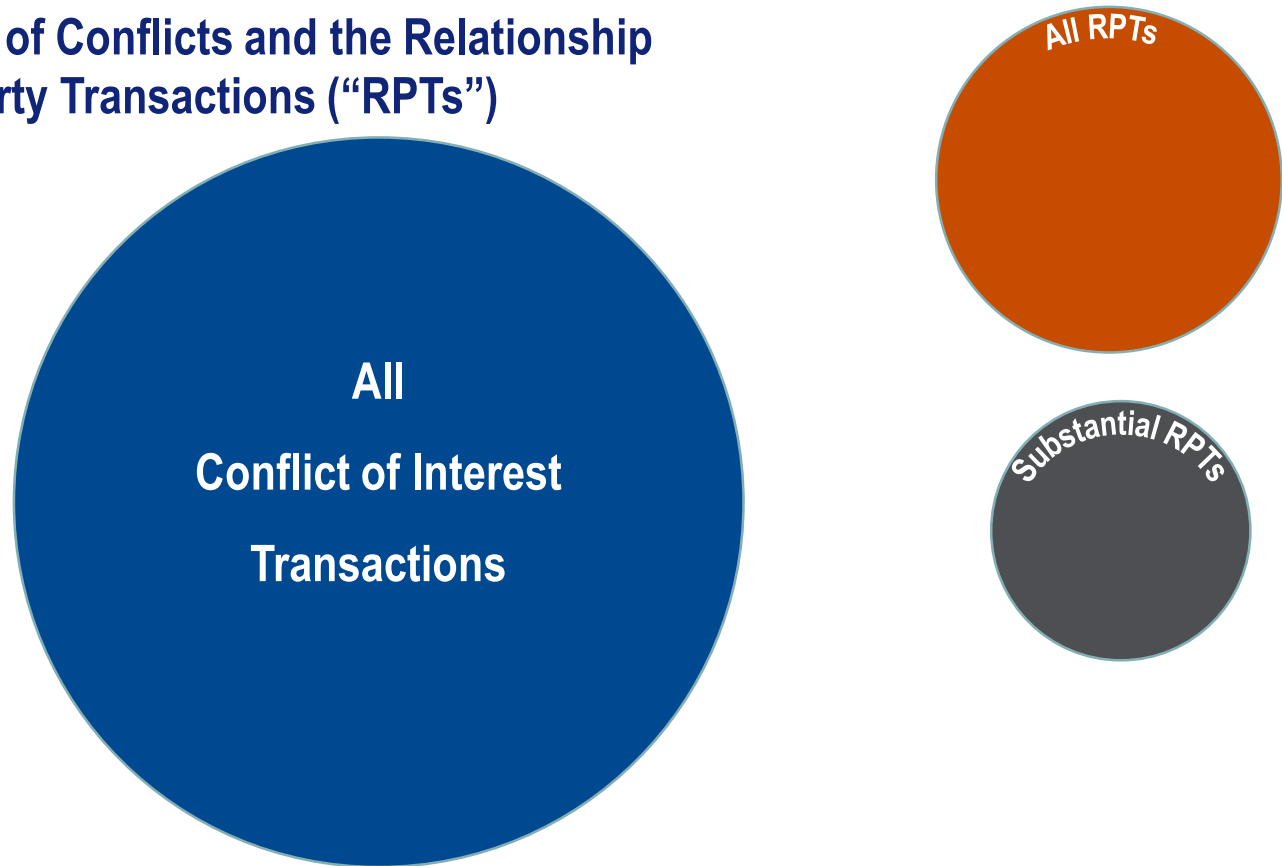 of Conflicts and the Relationship
rty Transactions (“RPTs”)
All RPTs
All
Conflict of Interest
Transactions
Substantial RPTs